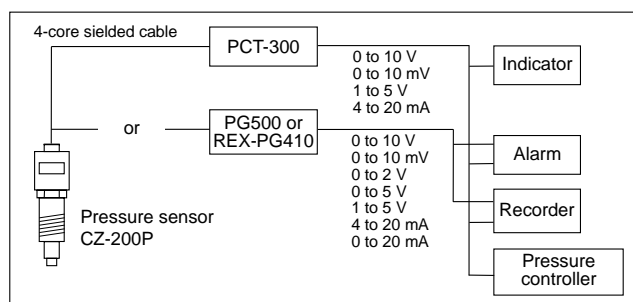 4-core sielded cable
PCT-300
0 to 10 V
0 to 10 mV
1 to 5 V
4 to 20 mA
Indicator
or
PG500 or
REX-PG410
0 to 10 V
0 to 10 mV
0 to 2 V
0 to 5 V
1 to 5 V
4 to 20 mA
0 to 20 mA
Alarm
Recorder
Pressure
controller
Pressure sensor
CZ-200P